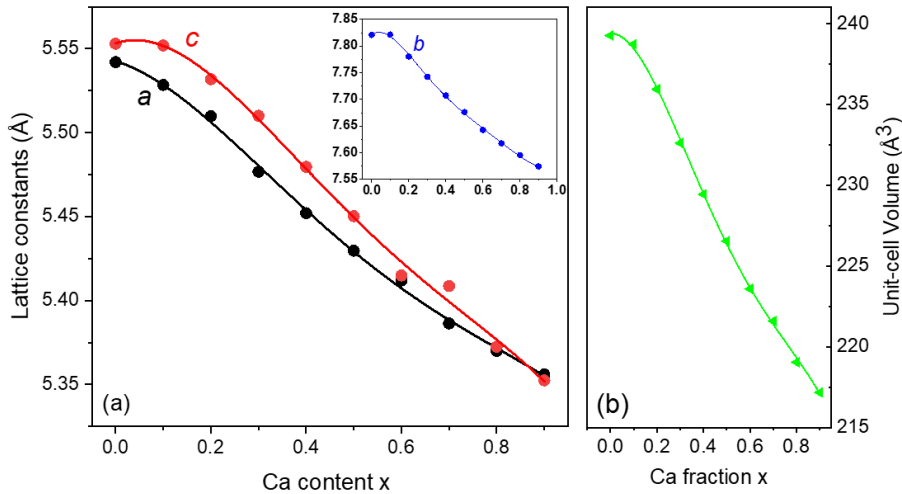 Lattice constants (Å)
5.55
5.50
5.45
5.40
5.35
c
a
(a)
0.0 0.2 0.4 0.6 0.8
Ca content x
7.85
7.80
7.75
7.70
7.65
7.60
7.55
b
0.0 0.2 0.4 0.6 0.8 1.0
(b)
0.0 0.2 0.4 0.6 0.8
Ca fraction x
240
235
230
225
220
215
Unit-cell Volume (Å³)